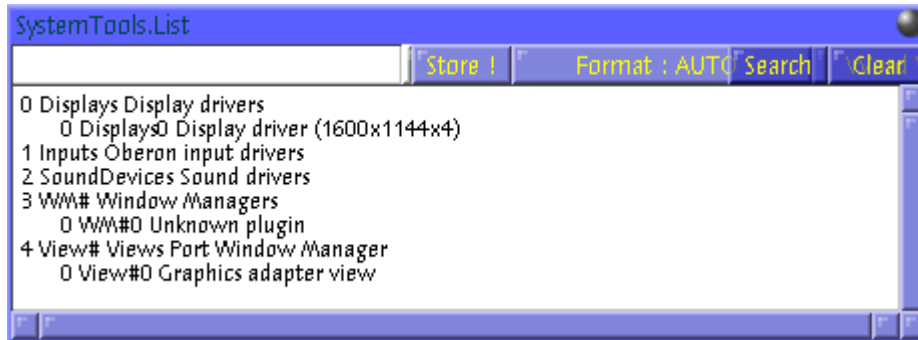 SystemTools.List
Store ! Format : AUTO Search Clear
0 Displays Display drivers
0 Displays0 Display driver (1600x1144x4)
1 Inputs Oberon input drivers
2 SoundDevices Sound drivers
3 WM# Window Managers
0 WM#0 Unknown plugin
4 View# Views Port Window Manager
0 View#0 Graphics adapter view